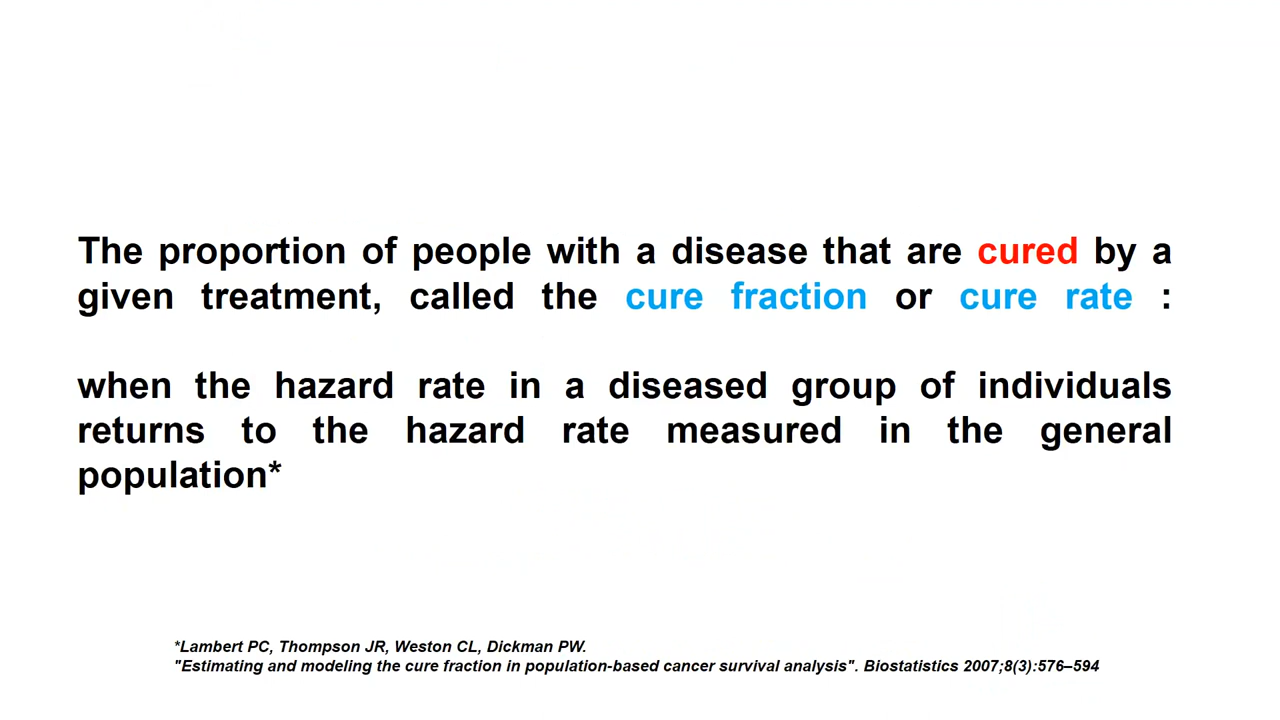 The proportion of people with a disease that are cured by a
given treatment, called the cure fraction or cure rate :
when the hazard rate in a diseased group of individuals
returns to the hazard rate measured in the general
population*
*Lambert PC, Thompson JR, Weston CL, Dickman PW.
"Estimating and modeling the cure fraction in population-based cancer survival analysis". Biostatistics 2007;8(3):576–594